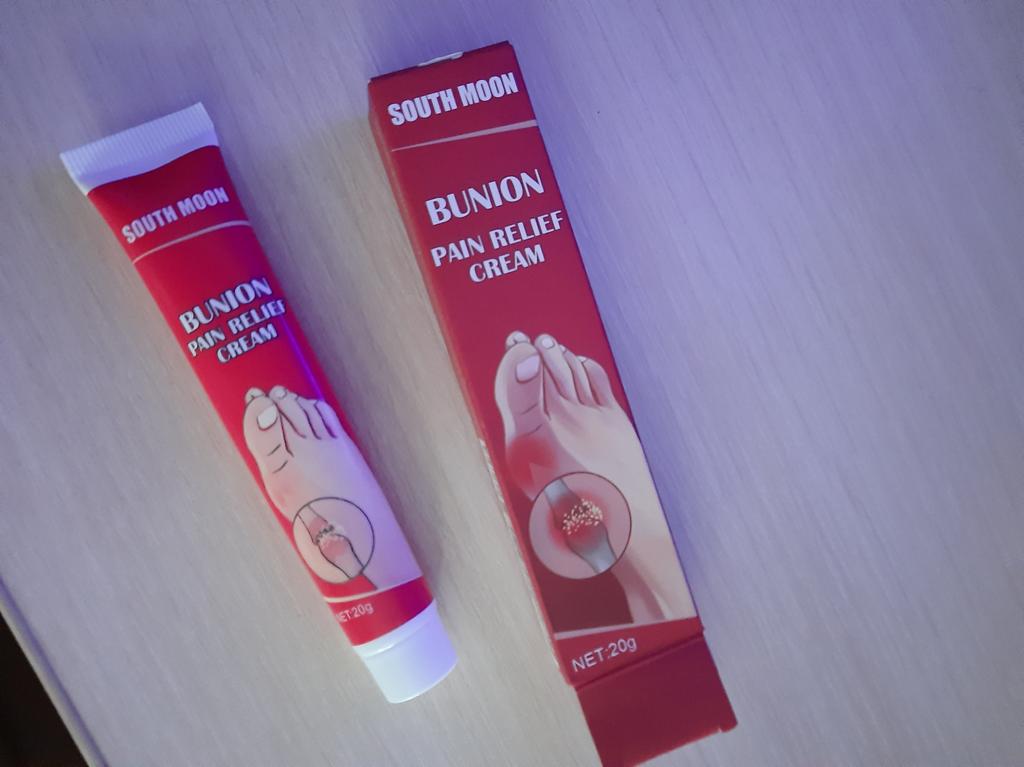 SOUTH MOON
BUNION
PAIN RELIEF
CREAM
NET:20g
SOUTH MOON
BUNION
PAIN RELIEF
CREAM
NET:20g